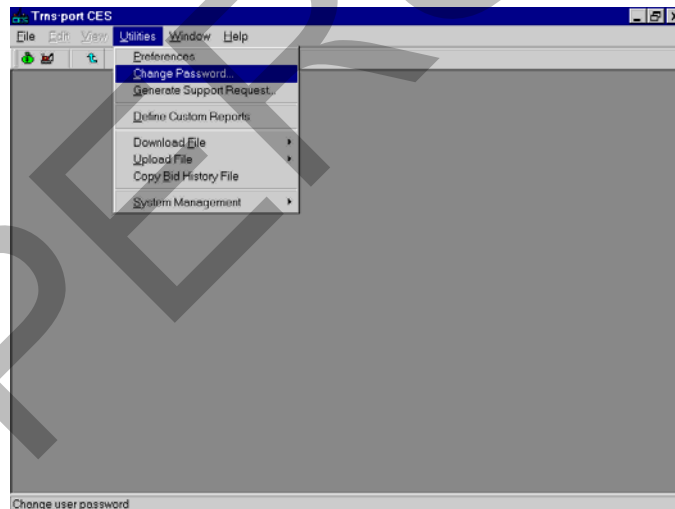 Trns·port CES
File Edit View Utilities Window Help
Preferences
Change Password...
Generate Support Request...
Define Custom Reports
Download File
Upload File
Copy Bid History File
System Management
Change user password